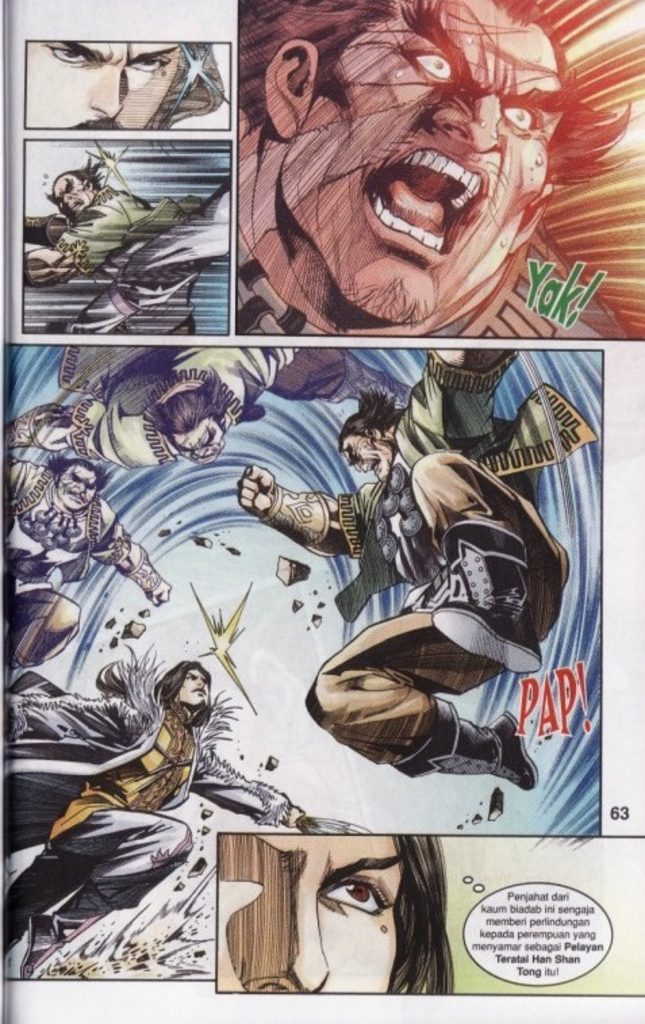 Yak!
PAP!
63
Penjahat dari
kaum biadab ini sengaja
memberi perlindungan
kepada perempuan yang
menyamar sebagai Pelayan
Teratai Han Shan
Tong itu!